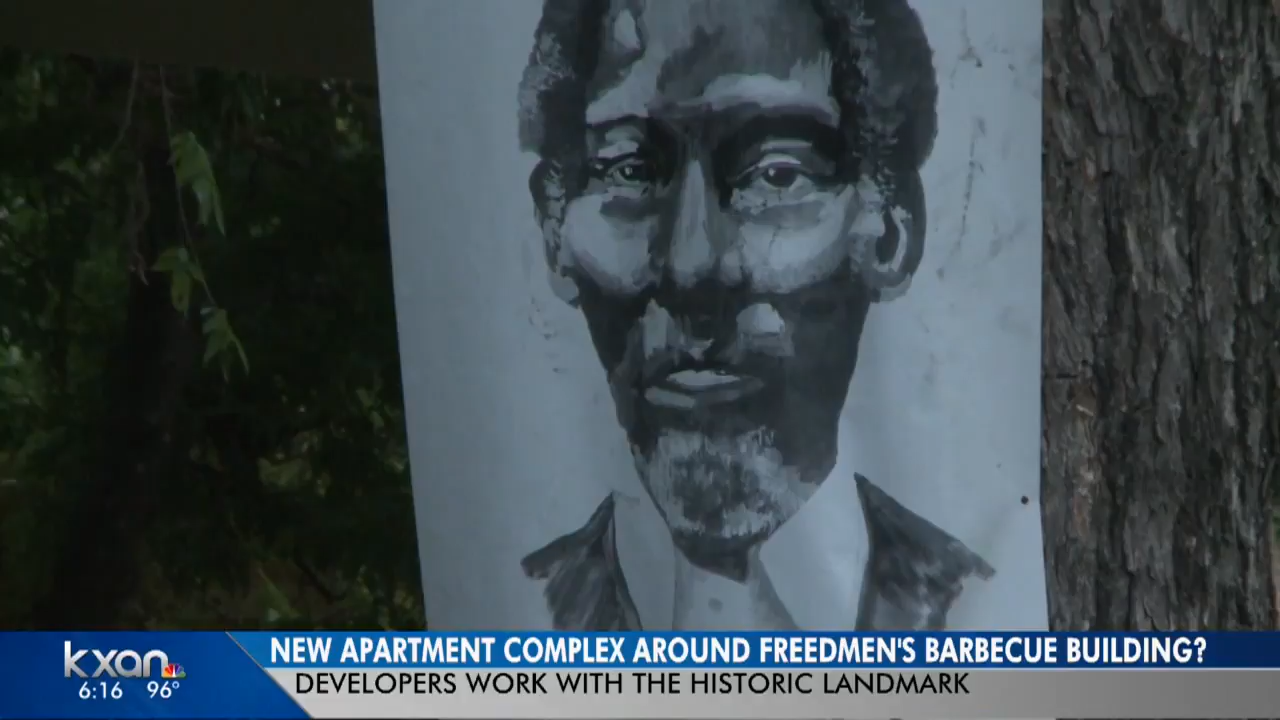 NEW APARTMENT COMPLEX AROUND FREEDMEN'S BARBECUE BUILDING?
DEVELOPERS WORK WITH THE HISTORIC LANDMARK
kxan
6:16 96°